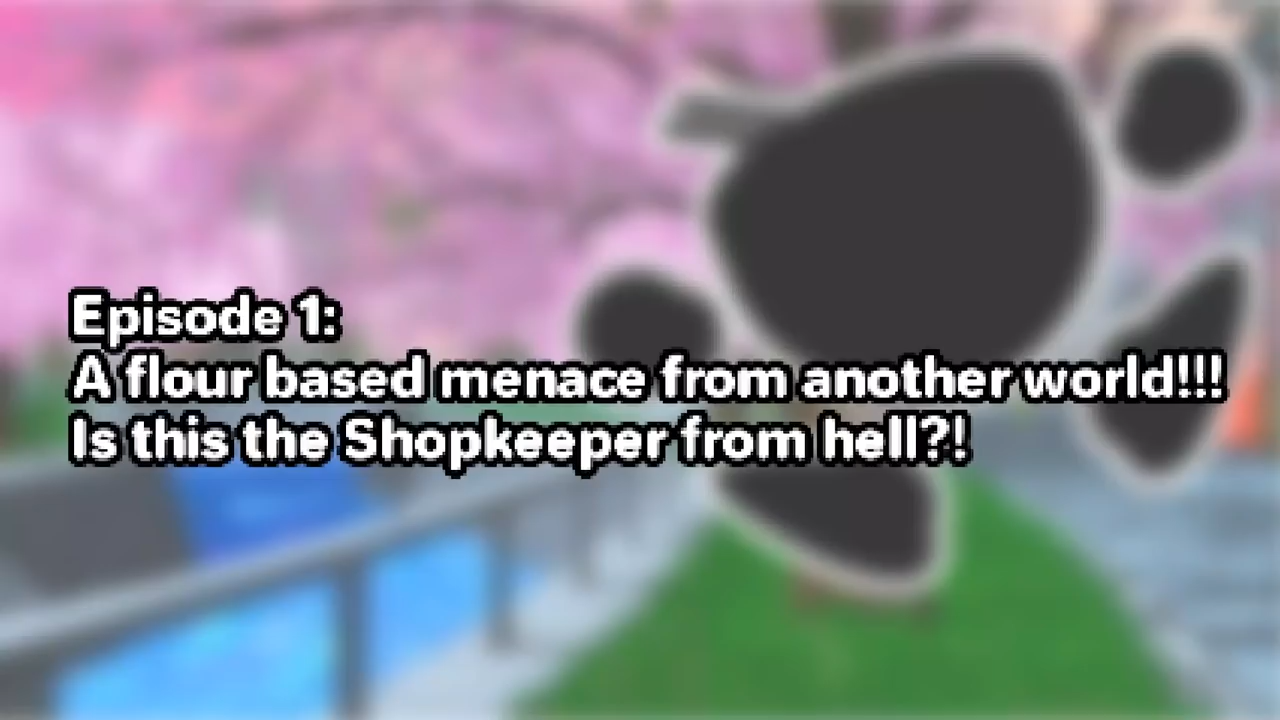 Episode 1:
A flour based menace from another world!!!
Is this the Shopkeeper from hell?!